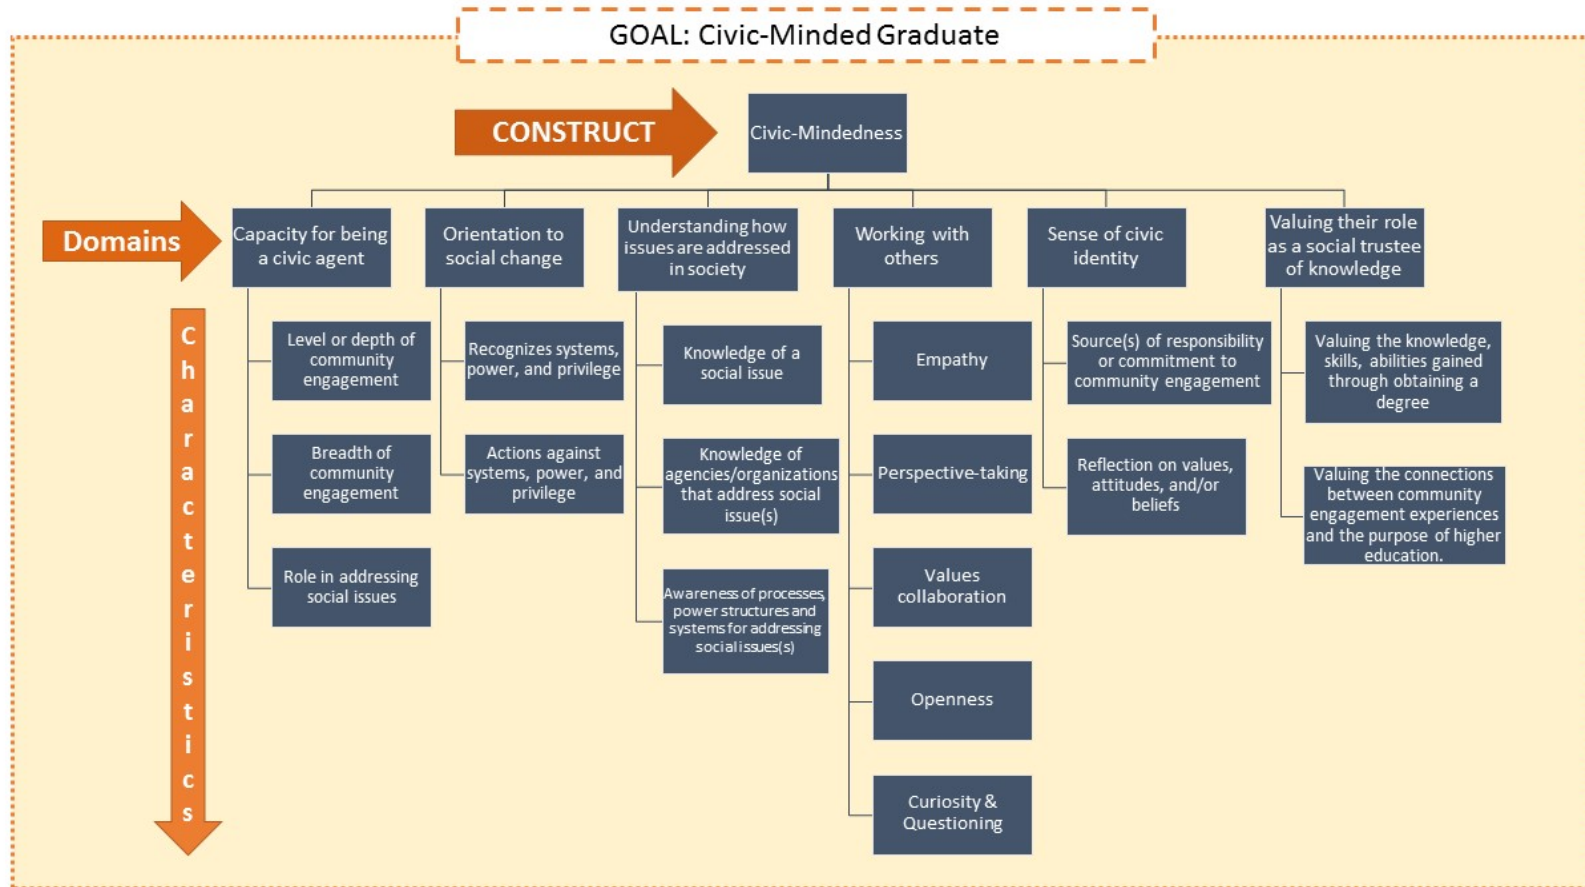 GOAL: Civic-Minded Graduate
CONSTRUCT
Civic-Mindedness
Domains
Capacity for being
a civic agent
Orientation to
social change
Understanding how
issues are addressed
in society
Working with
others
Sense of civic
identity
Valuing their role
as a social trustee
of knowledge
Characteristics
Level or depth of
community
engagement
Breadth of
community
engagement
Role in addressing
social issues
Recognizes systems,
power, and privilege
Actions against
systems, power, and
privilege
Knowledge of a
social issue
Knowledge of
agencies/organizations
that address social
issue(s)
Awareness of processes,
power structures and
systems for addressing
social issues(s)
Empathy
Perspective-taking
Values
collaboration
Openness
Curiosity &
Questioning
Source(s) of responsibility
or commitment to
community engagement
Reflection on values,
attitudes, and/or
beliefs
Valuing the knowledge,
skills, abilities gained
through obtaining a
degree
Valuing the connections
between community
engagement experiences
and the purpose of higher
education.